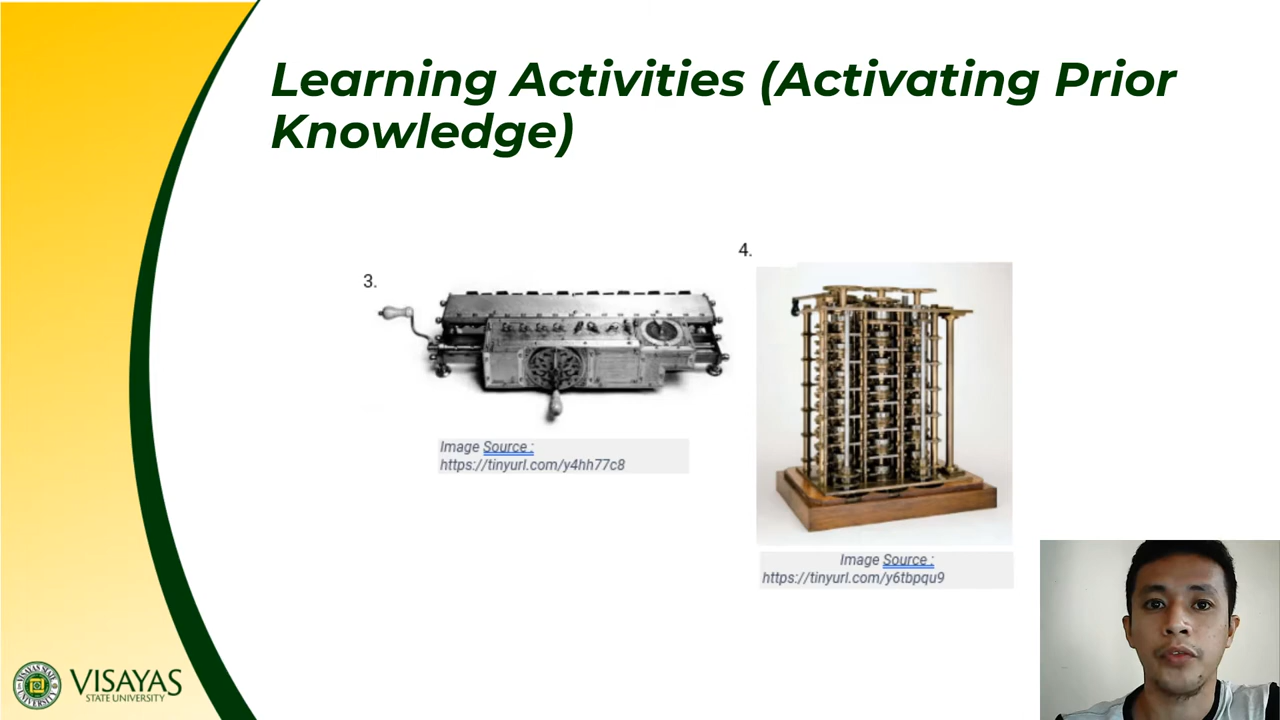 Learning Activities (Activating Prior
Knowledge)
3.
Image Source :
https://tinyurl.com/y4hh77c8
4.
Image Source :
https://tinyurl.com/y6tbpqu9
VISAYAS
STATE UNIVERSITY